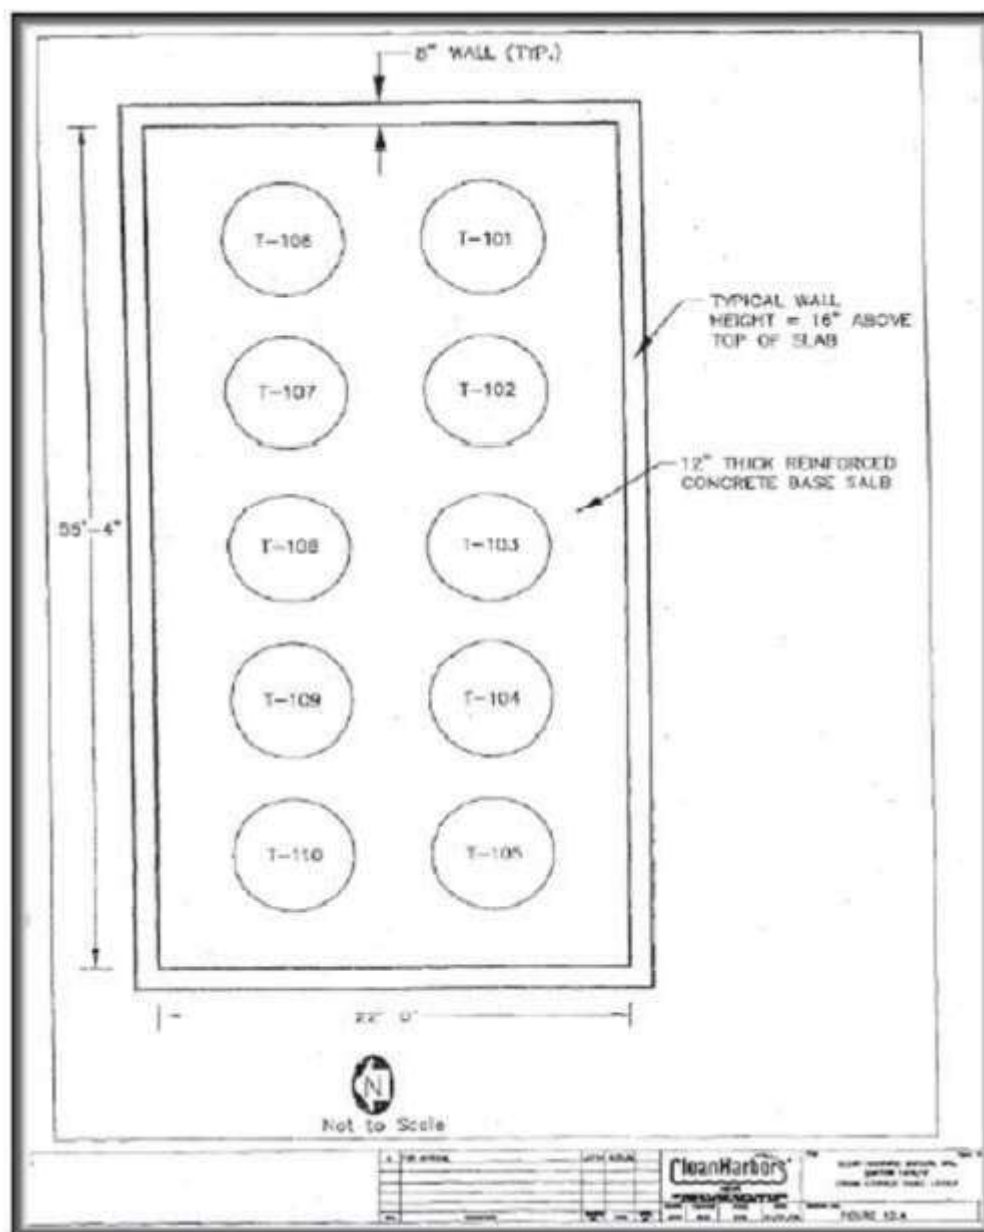 8" WALL (TYP.)
T-106
T-101
TYPICAL WALL
HEIGHT = 16" ABOVE
TOP OF SLAB
T-107
T-102
12" THICK REINFORCED
CONCRETE BASE SALB
55'-4"
T-108
T-103
T-109
T-104
T-110
T-105
22' 0"
N
Not to Scale
CleanHarbors
FIGURE